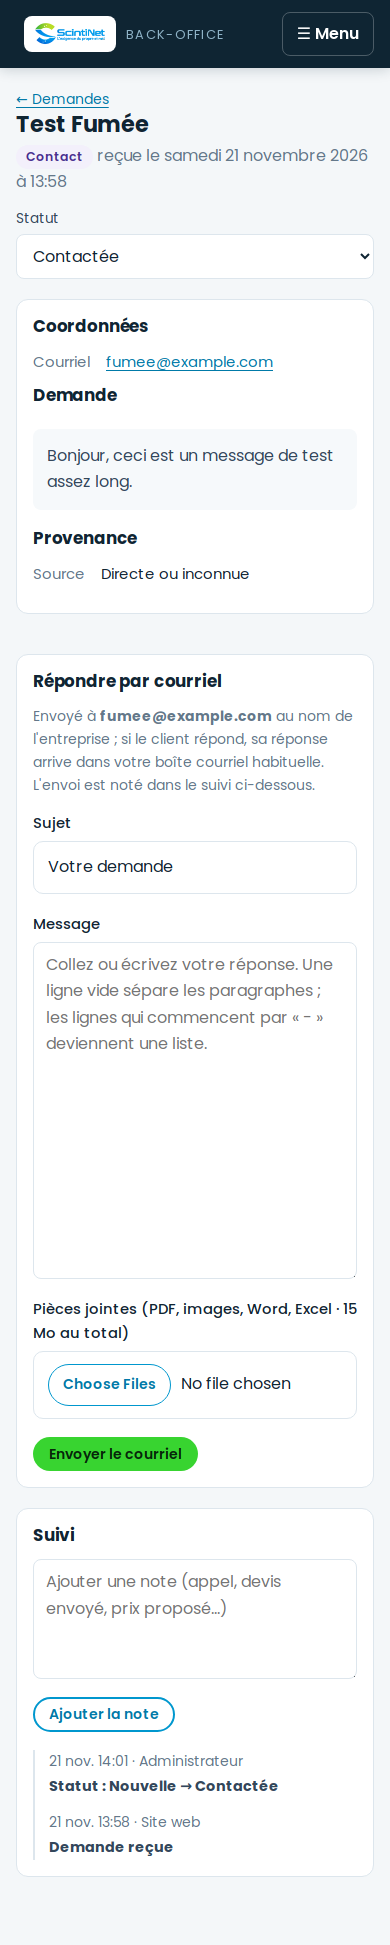 ScintiNet
L'exigence du propre et net
BACK-OFFICE
☰ Menu
← Demandes
Test Fumée
Contact reçue le samedi 21 novembre 2026
à 13:58
Statut
Contactée
Coordonnées
Courriel fumee@example.com
Demande
Bonjour, ceci est un message de test
assez long.
Provenance
Source Directe ou inconnue
Répondre par courriel
Envoyé à fumee@example.com au nom de
l'entreprise ; si le client répond, sa réponse
arrive dans votre boîte courriel habituelle.
L'envoi est noté dans le suivi ci-dessous.
Sujet
Votre demande
Message
Collez ou écrivez votre réponse. Une
ligne vide sépare les paragraphes ;
les lignes qui commencent par « - »
deviennent une liste.
Pièces jointes (PDF, images, Word, Excel · 15
Mo au total)
Choose Files No file chosen
Envoyer le courriel
Suivi
Ajouter une note (appel, devis
envoyé, prix proposé…)
Ajouter la note
21 nov. 14:01 · Administrateur
Statut : Nouvelle → Contactée
21 nov. 13:58 · Site web
Demande reçue